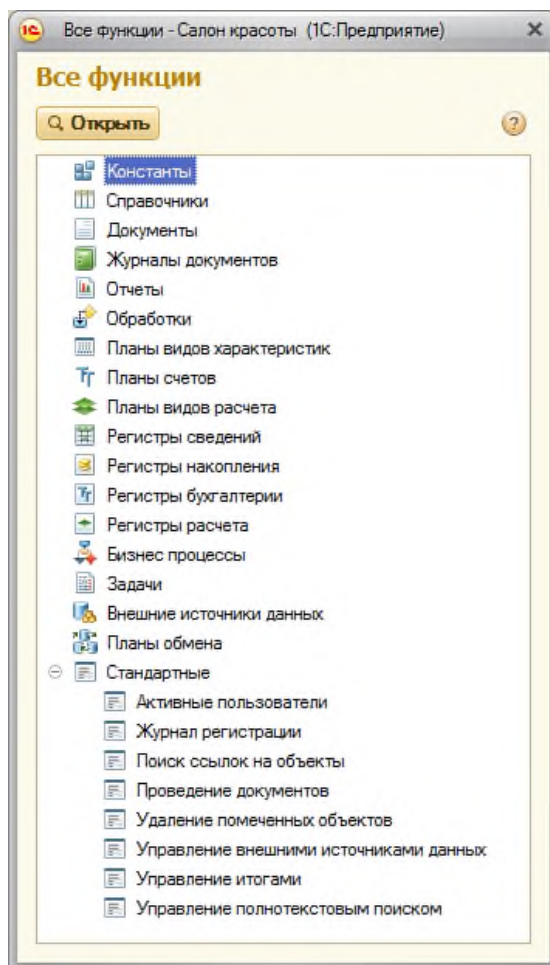 1С Все функции - Салон красоты (1С:Предприятие)
Все функции
Открыть ?
Константы
Справочники
Документы
Журналы документов
Отчеты
Обработки
Планы видов характеристик
Планы счетов
Планы видов расчета
Регистры сведений
Регистры накопления
Регистры бухгалтерии
Регистры расчета
Бизнес процессы
Задачи
Внешние источники данных
Планы обмена
Стандартные
Активные пользователи
Журнал регистрации
Поиск ссылок на объекты
Проведение документов
Удаление помеченных объектов
Управление внешними источниками данных
Управление итогами
Управление полнотекстовым поиском